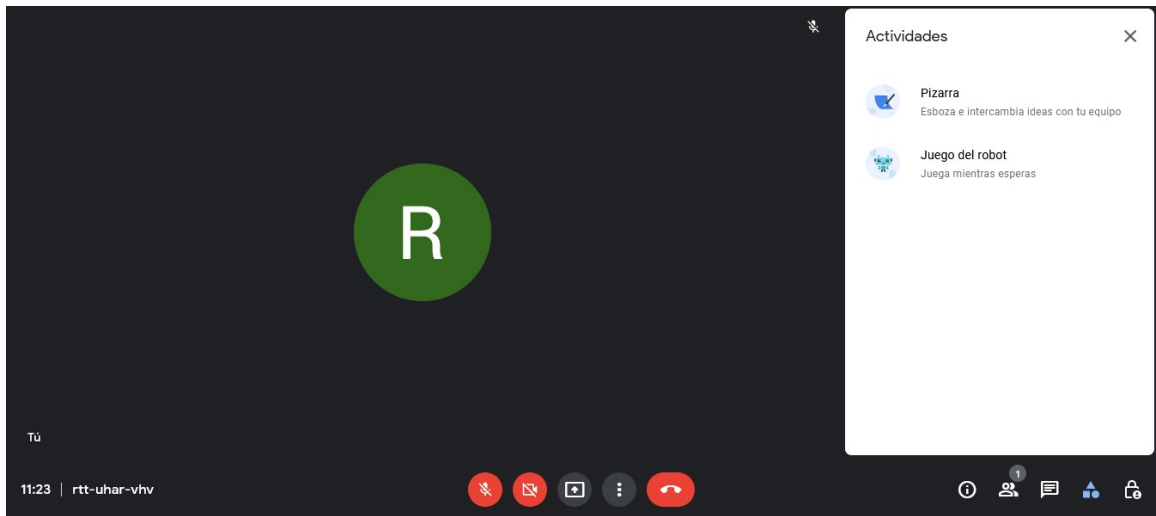 Actividades
Pizarra
Esboza e intercambia ideas con tu equipo
Juego del robot
Juega mientras esperas
R
Tú
11:23 | rtt-uhar-vhv
1